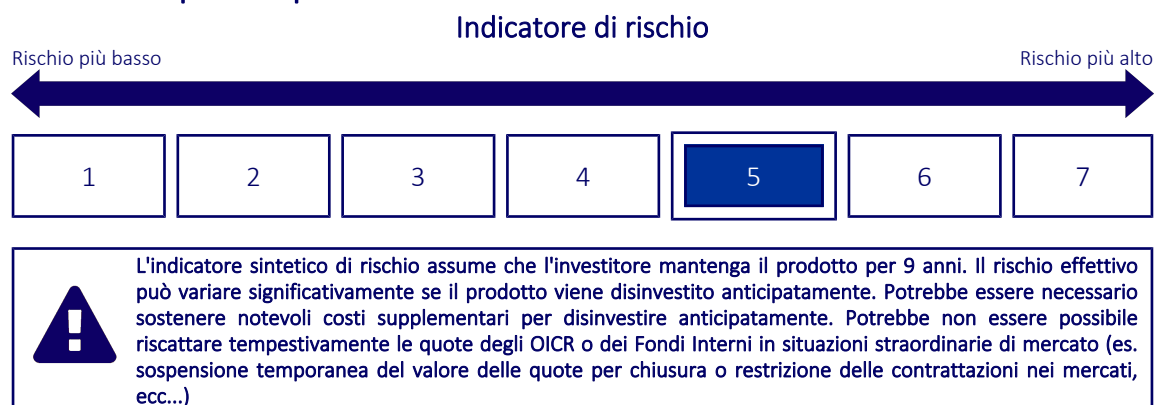 Indicatore di rischio
Rischio più basso
Rischio più alto
1
2
3
4
5
6
7
L'indicatore sintetico di rischio assume che l'investitore mantenga il prodotto per 9 anni. Il rischio effettivo
può variare significativamente se il prodotto viene disinvestito anticipatamente. Potrebbe essere necessario
sostenere notevoli costi supplementari per disinvestire anticipatamente. Potrebbe non essere possibile
riscattare tempestivamente le quote degli OICR o dei Fondi Interni in situazioni straordinarie di mercato (es.
sospensione temporanea del valore delle quote per chiusura o restrizione delle contrattazioni nei mercati,
ecc...)